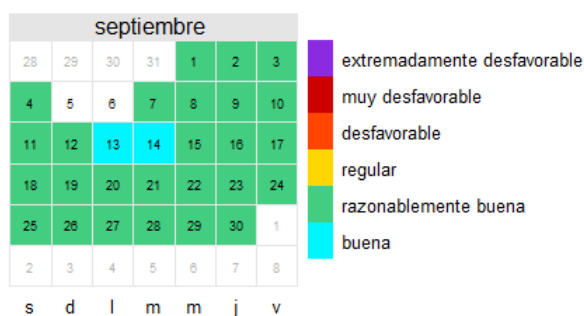 septiembre
28 29 30 31 1 2 3
4 5 6 7 8 9 10
11 12 13 14 15 16 17
18 19 20 21 22 23 24
25 26 27 28 29 30 1
2 3 4 5 6 7 8
s d l m m j v
extremadamente desfavorable
muy desfavorable
desfavorable
regular
razonablemente buena
buena